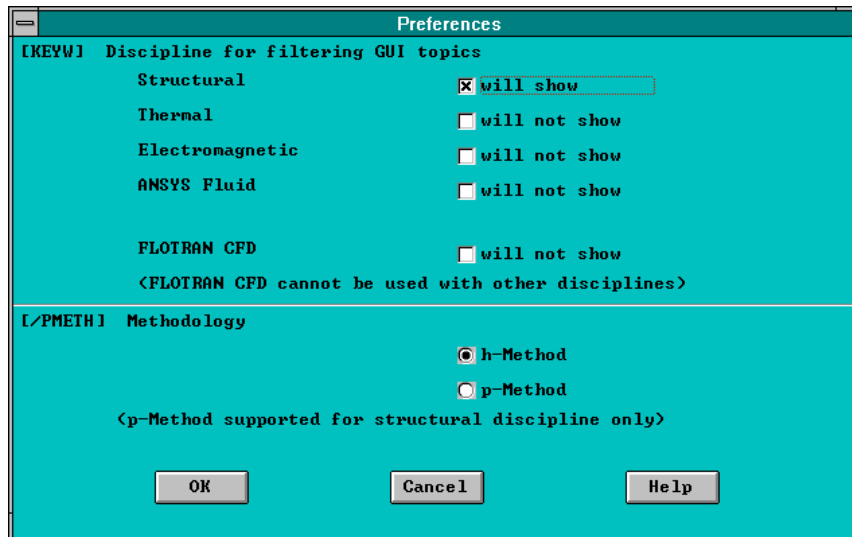 Preferences
[KEYW] Discipline for filtering GUI topics
Structural will show
Thermal will not show
Electromagnetic will not show
ANSYS Fluid will not show
FLOTRAN CFD will not show
(FLOTRAN CFD cannot be used with other disciplines)
[/PMETH] Methodology
h-Method
p-Method
(p-Method supported for structural discipline only)
OK Cancel Help